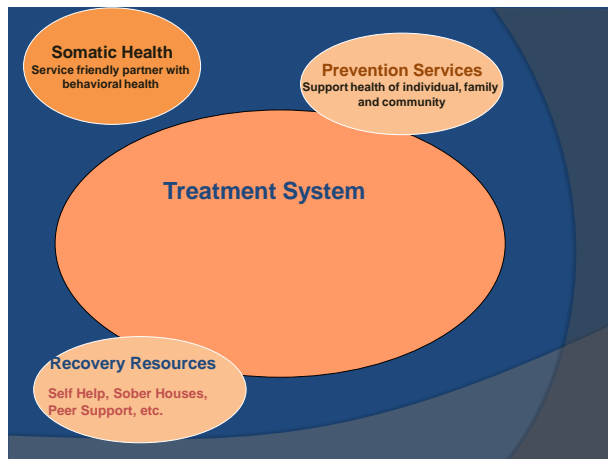 Somatic Health
Service friendly partner with
behavioral health
Prevention Services
Support health of individual, family
and community
Treatment System
Recovery Resources
Self Help, Sober Houses,
Peer Support, etc.